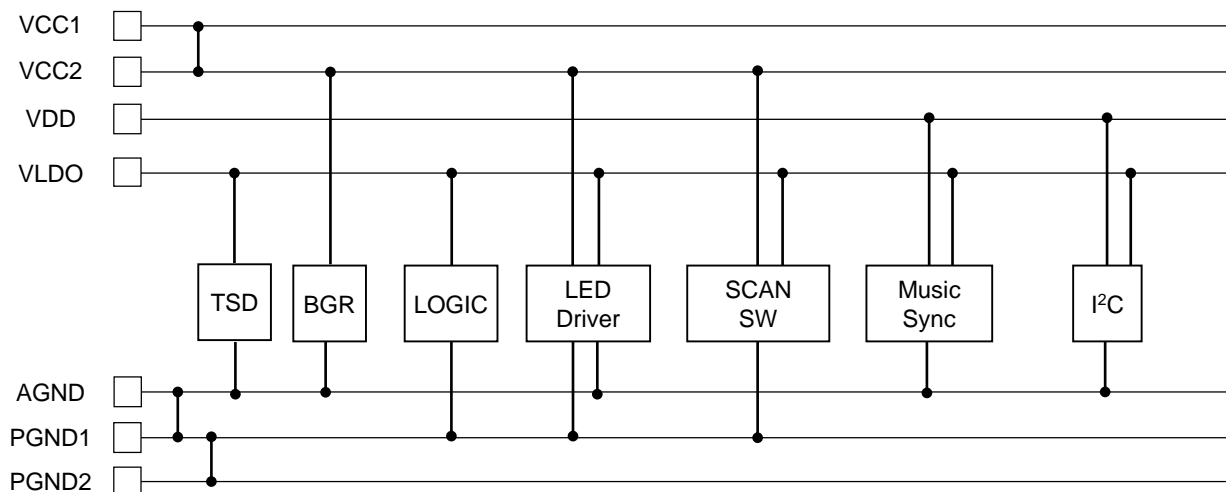 VCC1
VCC2
VDD
VLDO
TSD
BGR
LOGIC
LED
Driver
SCAN
SW
Music
Sync
I²C
AGND
PGND1
PGND2